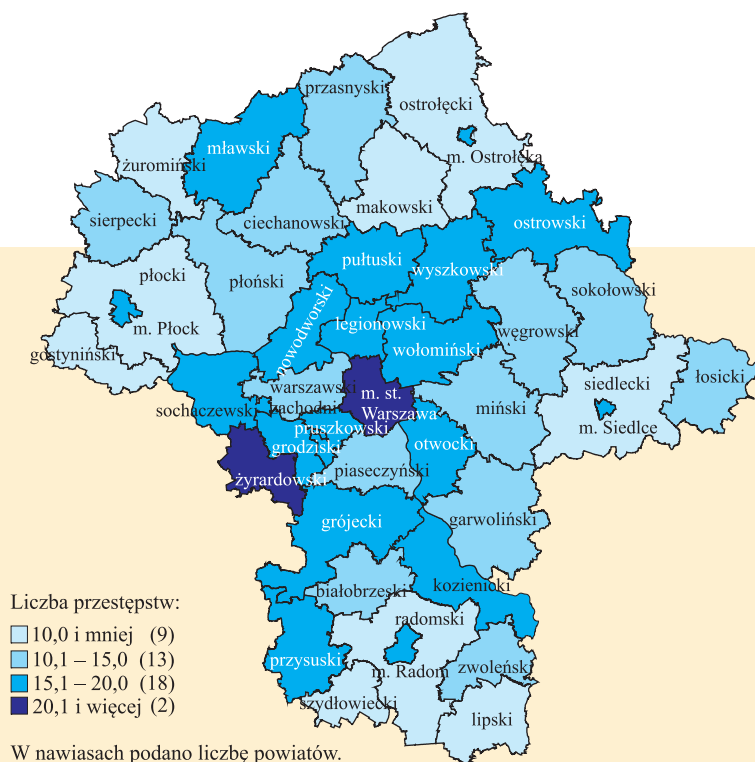 przasnyski
ostrołęcki
mławski
m. Ostrołęka
żuromiński
makowski
sierpecki
ciechanowski
ostrowski
pułtuski
wyszkowski
płocki
płoński
sokołowski
nowodworski
legionowski
węgrowski
m. Płock
wołomiński
gostyniński
warszawski
zachodni
siedlecki
łosicki
m. st.
Warszawa
miński
sochaczewski
m. Siedlce
pruszkowski
grodziski
otwocki
piaseczyński
żyrardowski
grójecki
garwoliński
białobrzeski
kozienicki
Liczba przestępstw:
10,0 i mniej (9)
10,1 – 15,0 (13)
15,1 – 20,0 (18)
20,1 i więcej (2)
radomski
przysuski
m. Radom
zwoleński
szydłowiecki
lipski
W nawiasach podano liczbę powiatów.